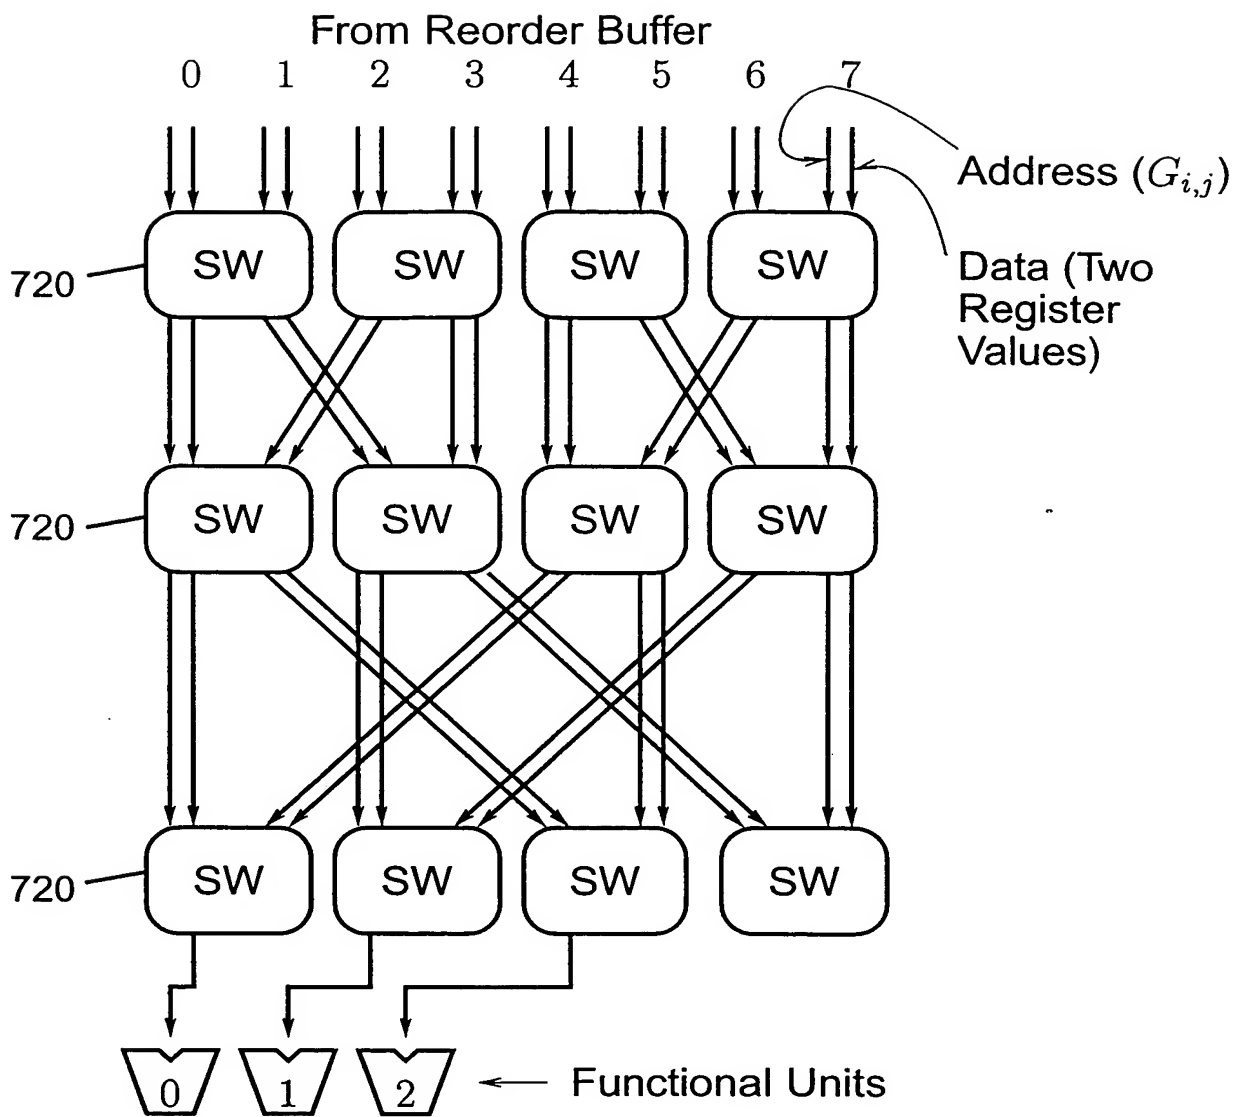 From Reorder Buffer
0 1 2 3 4 5 6 7
Address (G_{i,j})
SW SW SW SW
720
Data (Two
Register
Values)
SW SW SW SW
720
SW SW SW SW
720
0 1 2
Functional Units